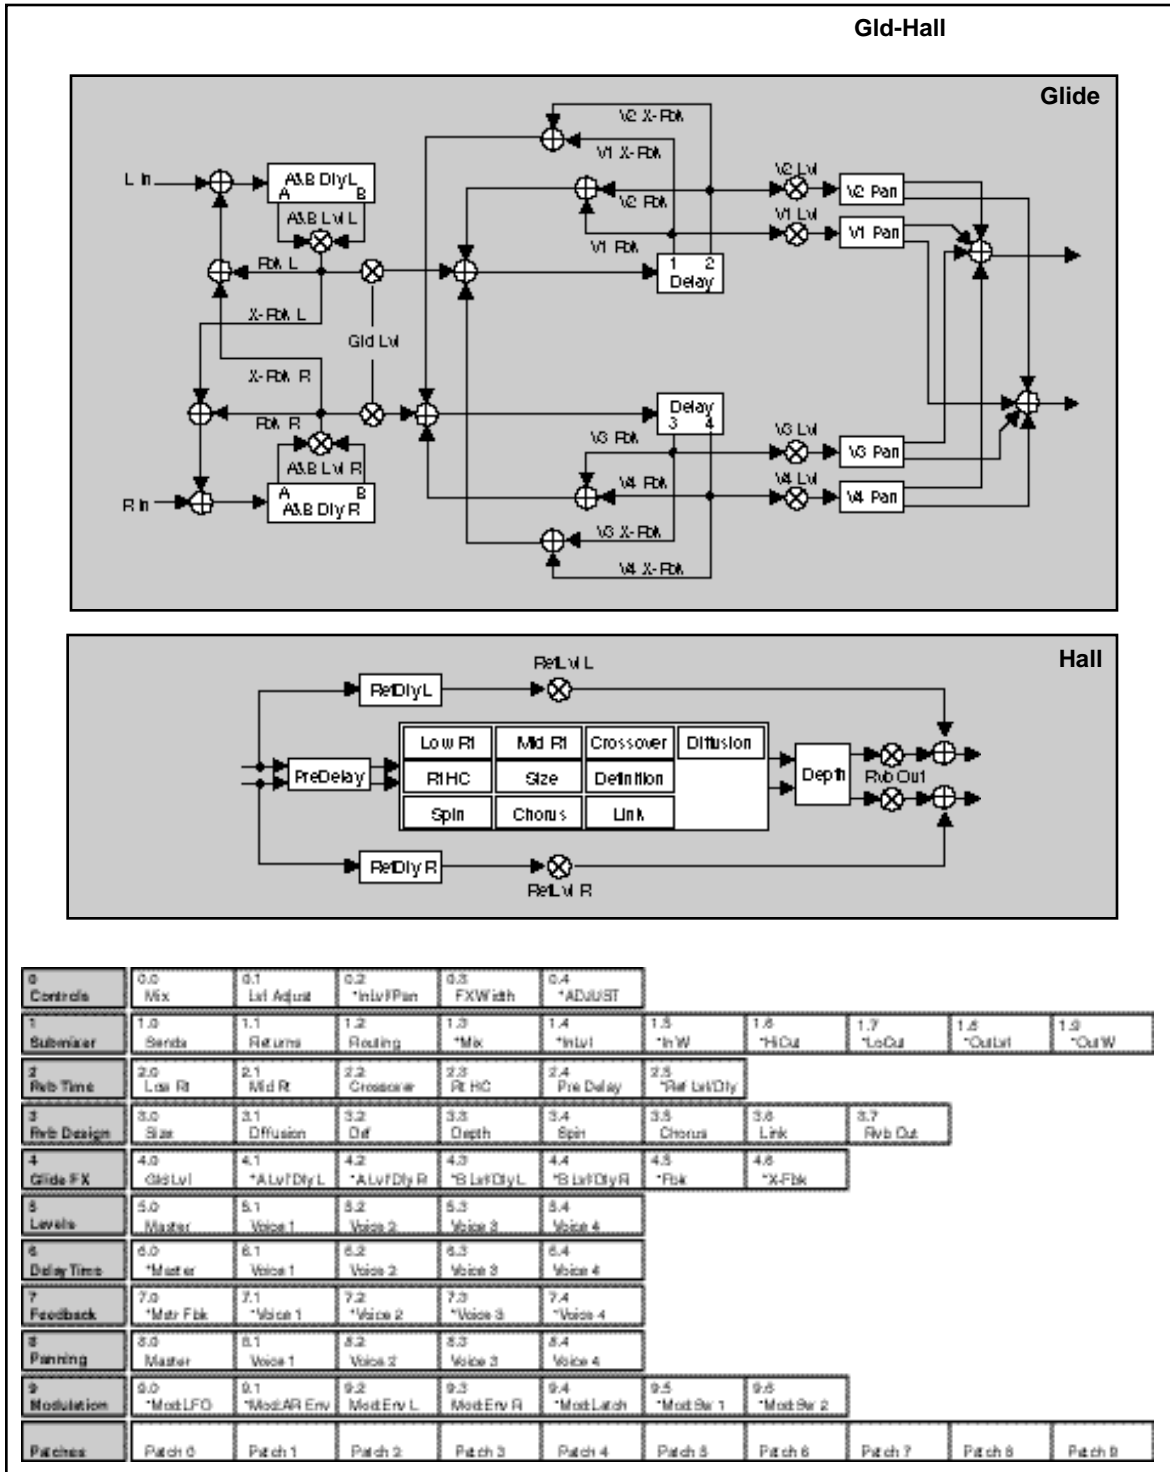 Gld-Hall
Glide
V2 X-Fbk
V1 X-Fbk
L In
A&B Dly L
A B
A&B Lvl L
V2 Fbk
V1 Fbk
V2 Lvl
V2 Pan
V1 Lvl
V1 Pan
Fbk L
1 2
Delay
X-Fbk L
Gld Lvl
X-Fbk R
Fbk R
Delay
3 4
V3 Fbk
V3 Lvl
V3 Pan
A&B Lvl R
A B
A&B Dly R
V4 Fbk
V4 Lvl
V4 Pan
R In
V3 X-Fbk
V4 X-Fbk
Hall
RefLvl L
RefDlyL
Low Rt Mid Rt Crossover Diffusion
PreDelay
Rt HC Size Definition
Depth
Rvb Out
Spin Chorus Link
RefDly R
RefLvl R
0 0.0 0.1 0.2 0.3 0.4
Controls Mix Lvl Adjust *InLvl/Pan FXWidth *ADJUST
1 1.0 1.1 1.2 1.3 1.4 1.5 1.6 1.7 1.8 1.9
Submixer Sends Returns Routing *Mix *InLvl *InW *HiCut *LoCut *OutLvl *OutW
2 2.0 2.1 2.2 2.3 2.4 2.5
Rvb Time Low Rt Mid Rt Crossover Rt HC Pre Delay *Ref Lvl/Dly
3 3.0 3.1 3.2 3.3 3.4 3.5 3.6 3.7
Rvb Design Size Diffusion Def Depth Spin Chorus Link Rvb Out
4 4.0 4.1 4.2 4.3 4.4 4.5 4.6
Glide FX GldLvl *ALvl/Dly L *ALvl/Dly R *B Lvl/Dly L *B Lvl/Dly R *Fbk *X-Fbk
5 5.0 5.1 5.2 5.3 5.4
Levels Master Voice 1 Voice 2 Voice 3 Voice 4
6 6.0 6.1 6.2 6.3 6.4
Delay Time *Master Voice 1 Voice 2 Voice 3 Voice 4
7 7.0 7.1 7.2 7.3 7.4
Feedback *Mstr Fbk *Voice 1 *Voice 2 *Voice 3 *Voice 4
8 8.0 8.1 8.2 8.3 8.4
Panning Master Voice 1 Voice 2 Voice 3 Voice 4
9 9.0 9.1 9.2 9.3 9.4 9.5 9.6
Modulation *Mod:LFO *Mod:AR Env Mod:Env L Mod:Env R *Mod:Latch *Mod:Sw 1 *Mod:Sw 2
Patches Patch 0 Patch 1 Patch 2 Patch 3 Patch 4 Patch 5 Patch 6 Patch 7 Patch 8 Patch 9